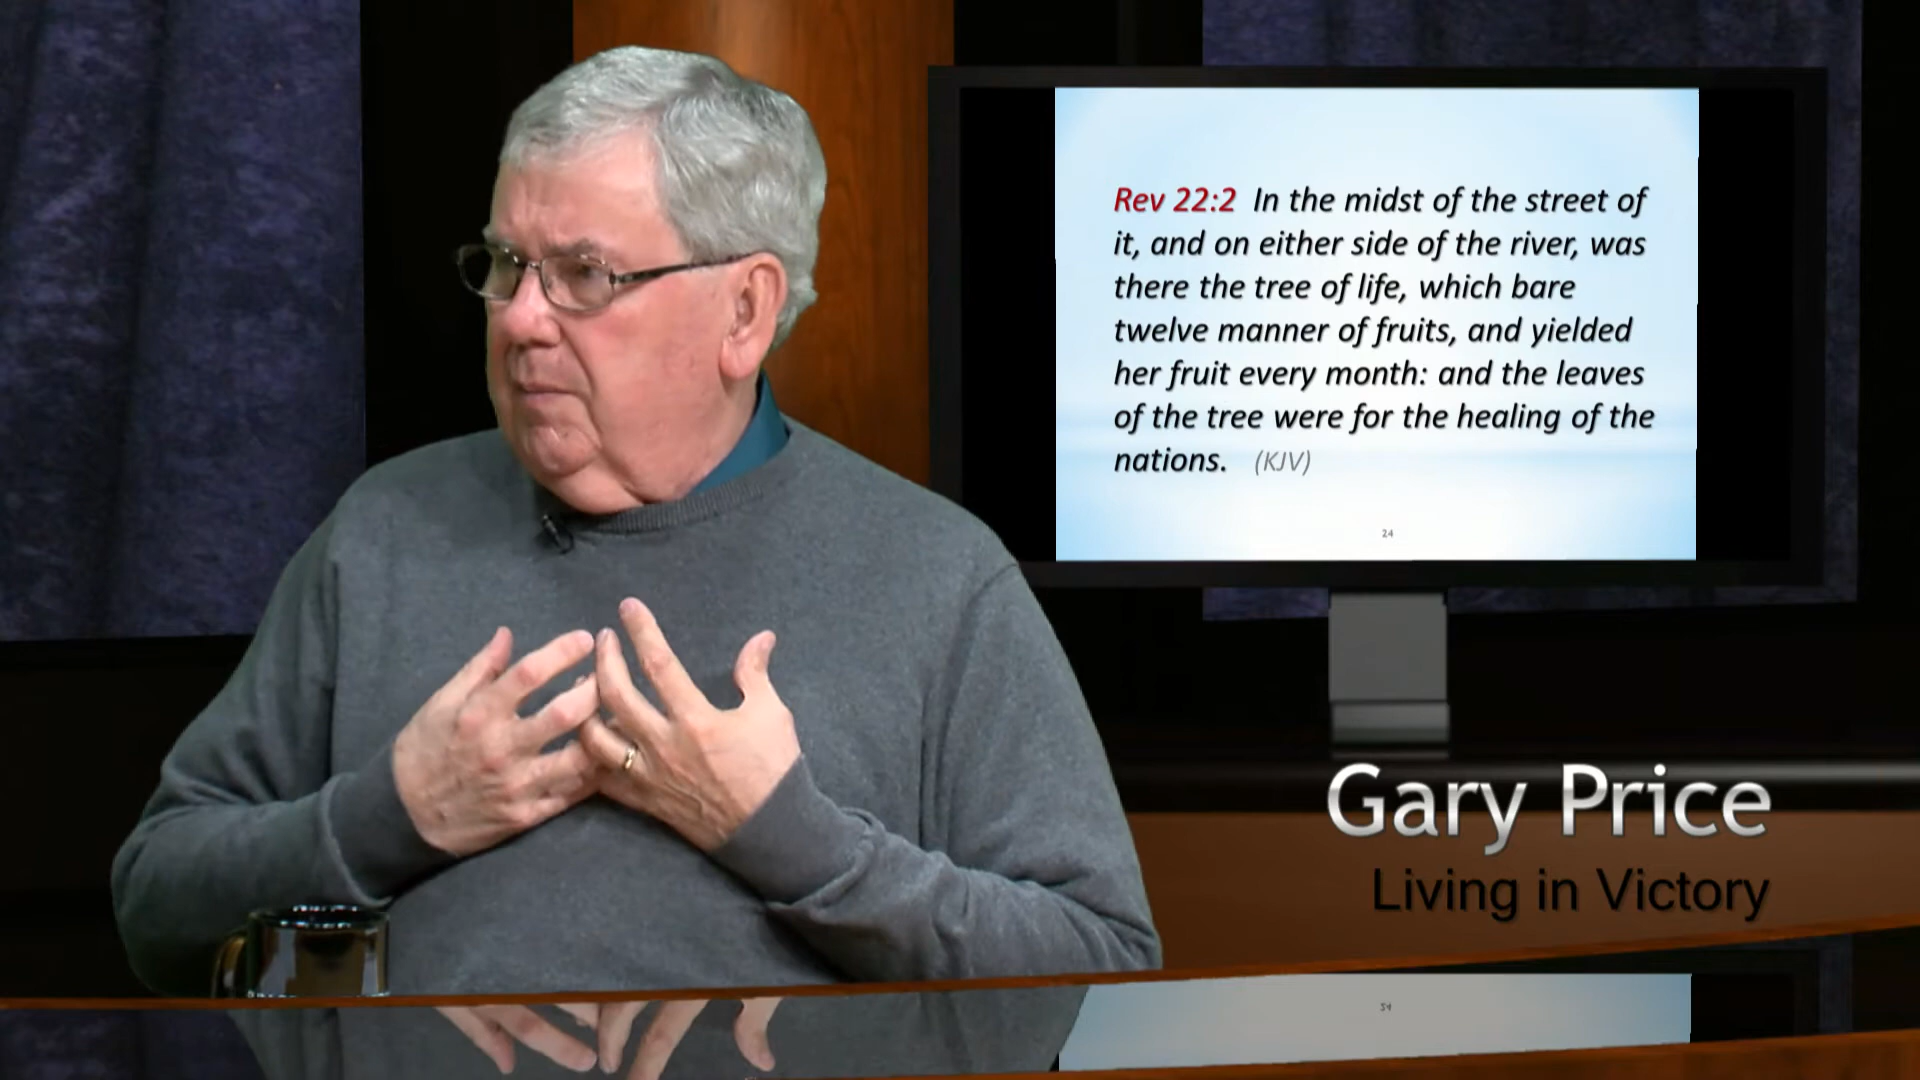 Rev 22:2 In the midst of the street of
it, and on either side of the river, was
there the tree of life, which bare
twelve manner of fruits, and yielded
her fruit every month: and the leaves
of the tree were for the healing of the
nations. (KJV)
24
Gary Price
Living in Victory
24